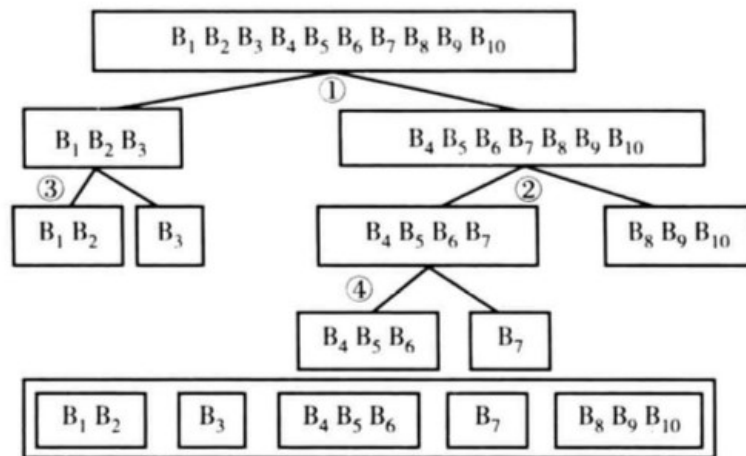 B₁ B₂ B₃ B₄ B₅ B₆ B₇ B₈ B₉ B₁₀
①
B₁ B₂ B₃ B₄ B₅ B₆ B₇ B₈ B₉ B₁₀
③ ②
B₁ B₂ B₃ B₄ B₅ B₆ B₇ B₈ B₉ B₁₀
④
B₄ B₅ B₆ B₇
B₁ B₂ B₃ B₄ B₅ B₆ B₇ B₈ B₉ B₁₀